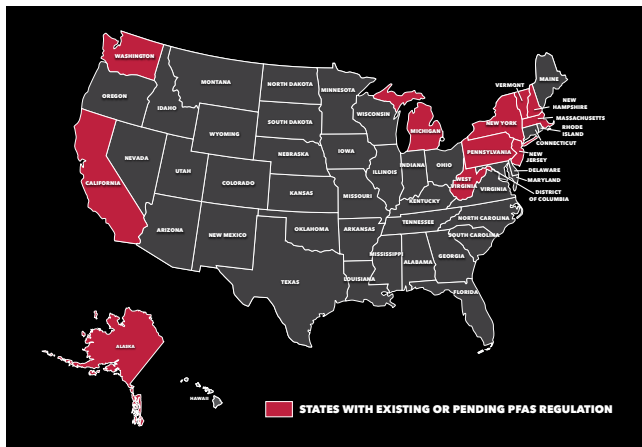 WASHINGTON
MONTANA
NORTH DAKOTA
MINNESOTA
MAINE
VERMONT
NEW
HAMPSHIRE
OREGON
IDAHO
SOUTH DAKOTA
WISCONSIN
MICHIGAN
NEW YORK
MASSACHUSETTS
RHODE
ISLAND
CONNECTICUT
WYOMING
NEBRASKA
IOWA
PENNSYLVANIA
NEW
JERSEY
NEVADA
UTAH
COLORADO
ILLINOIS
INDIANA
OHIO
DELAWARE
MARYLAND
DISTRICT
OF COLUMBIA
CALIFORNIA
KANSAS
MISSOURI
WEST
VIRGINIA
VIRGINIA
KENTUCKY
ARIZONA
NEW MEXICO
OKLAHOMA
ARKANSAS
TENNESSEE
NORTH CAROLINA
SOUTH CAROLINA
TEXAS
LOUISIANA
MISSISSIPPI
ALABAMA
GEORGIA
FLORIDA
ALASKA
HAWAII
STATES WITH EXISTING OR PENDING PFAS REGULATION